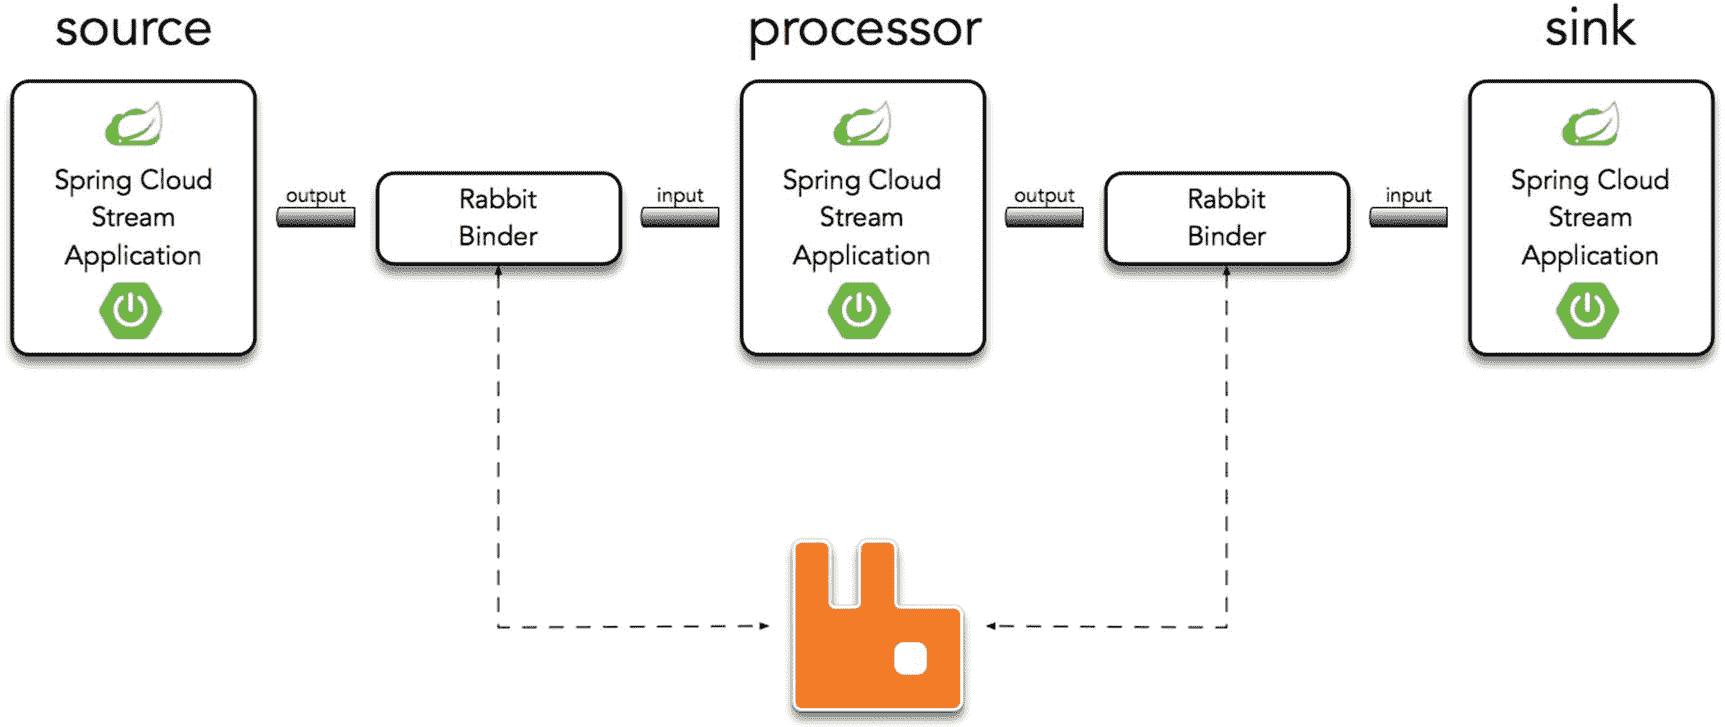 source
processor
sink
Spring Cloud
Stream
Application
output
Rabbit
Binder
input
Spring Cloud
Stream
Application
output
Rabbit
Binder
input
Spring Cloud
Stream
Application